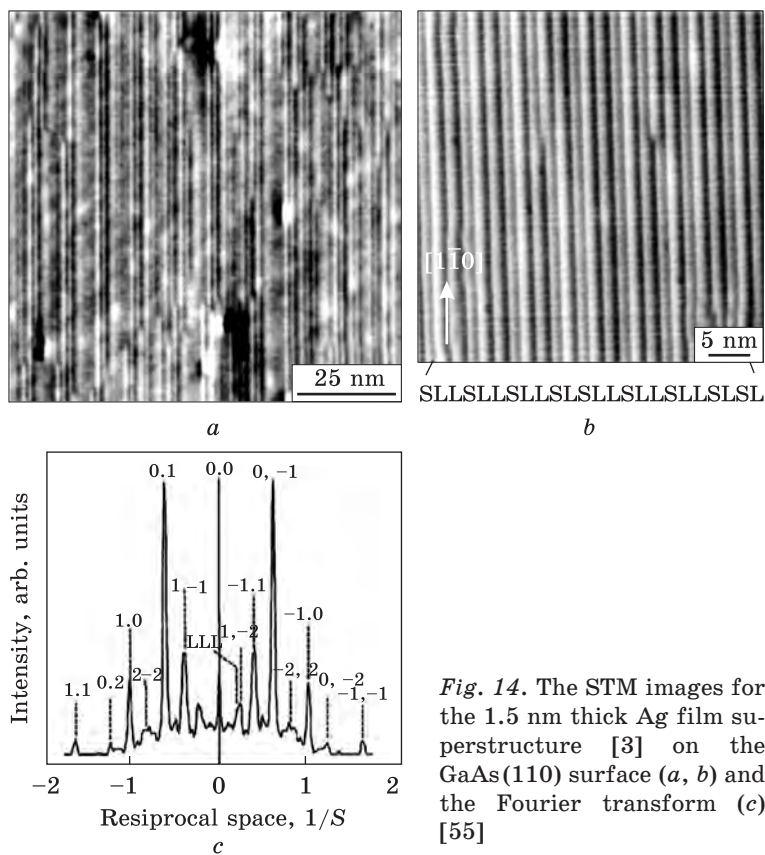 25 nm
[11̄0]
5 nm
SLLSLLSLLSLSLLSLLSLLSLSL
a
b
Intensity, arb. units
0.1
0.0
0, −1
1, −1
−1.1
1.0
−1.0
LLL
1, −2
2−2
−2, 2
1.1
0.2
0, −2
−1, −1
−2
−1
0
1
2
Resiprocal space, 1/S
c
Fig. 14. The STM images for
the 1.5 nm thick Ag film su-
perstructure [3] on the
GaAs(110) surface (a, b) and
the Fourier transform (c)
[55]